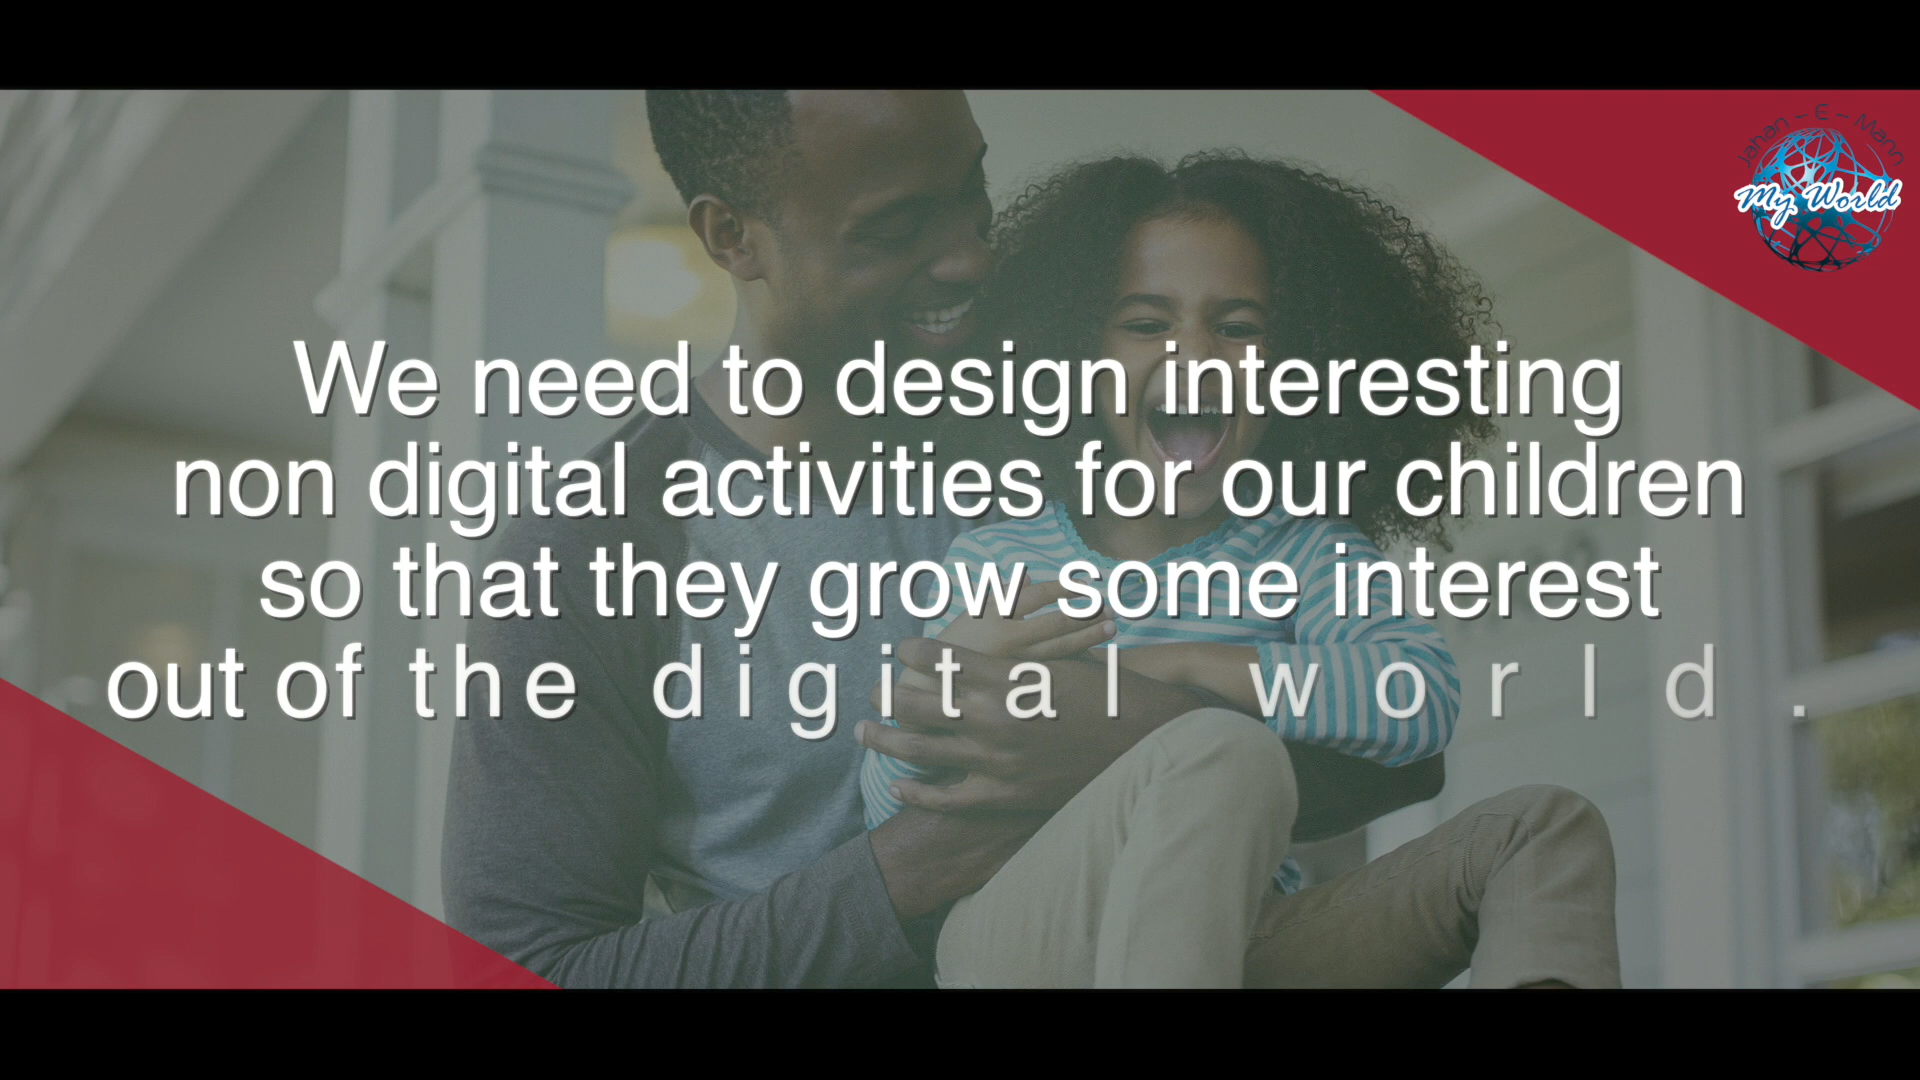 Jahan - E - Mann
My World
We need to design interesting
non digital activities for our children
so that they grow some interest
out of the digital world.